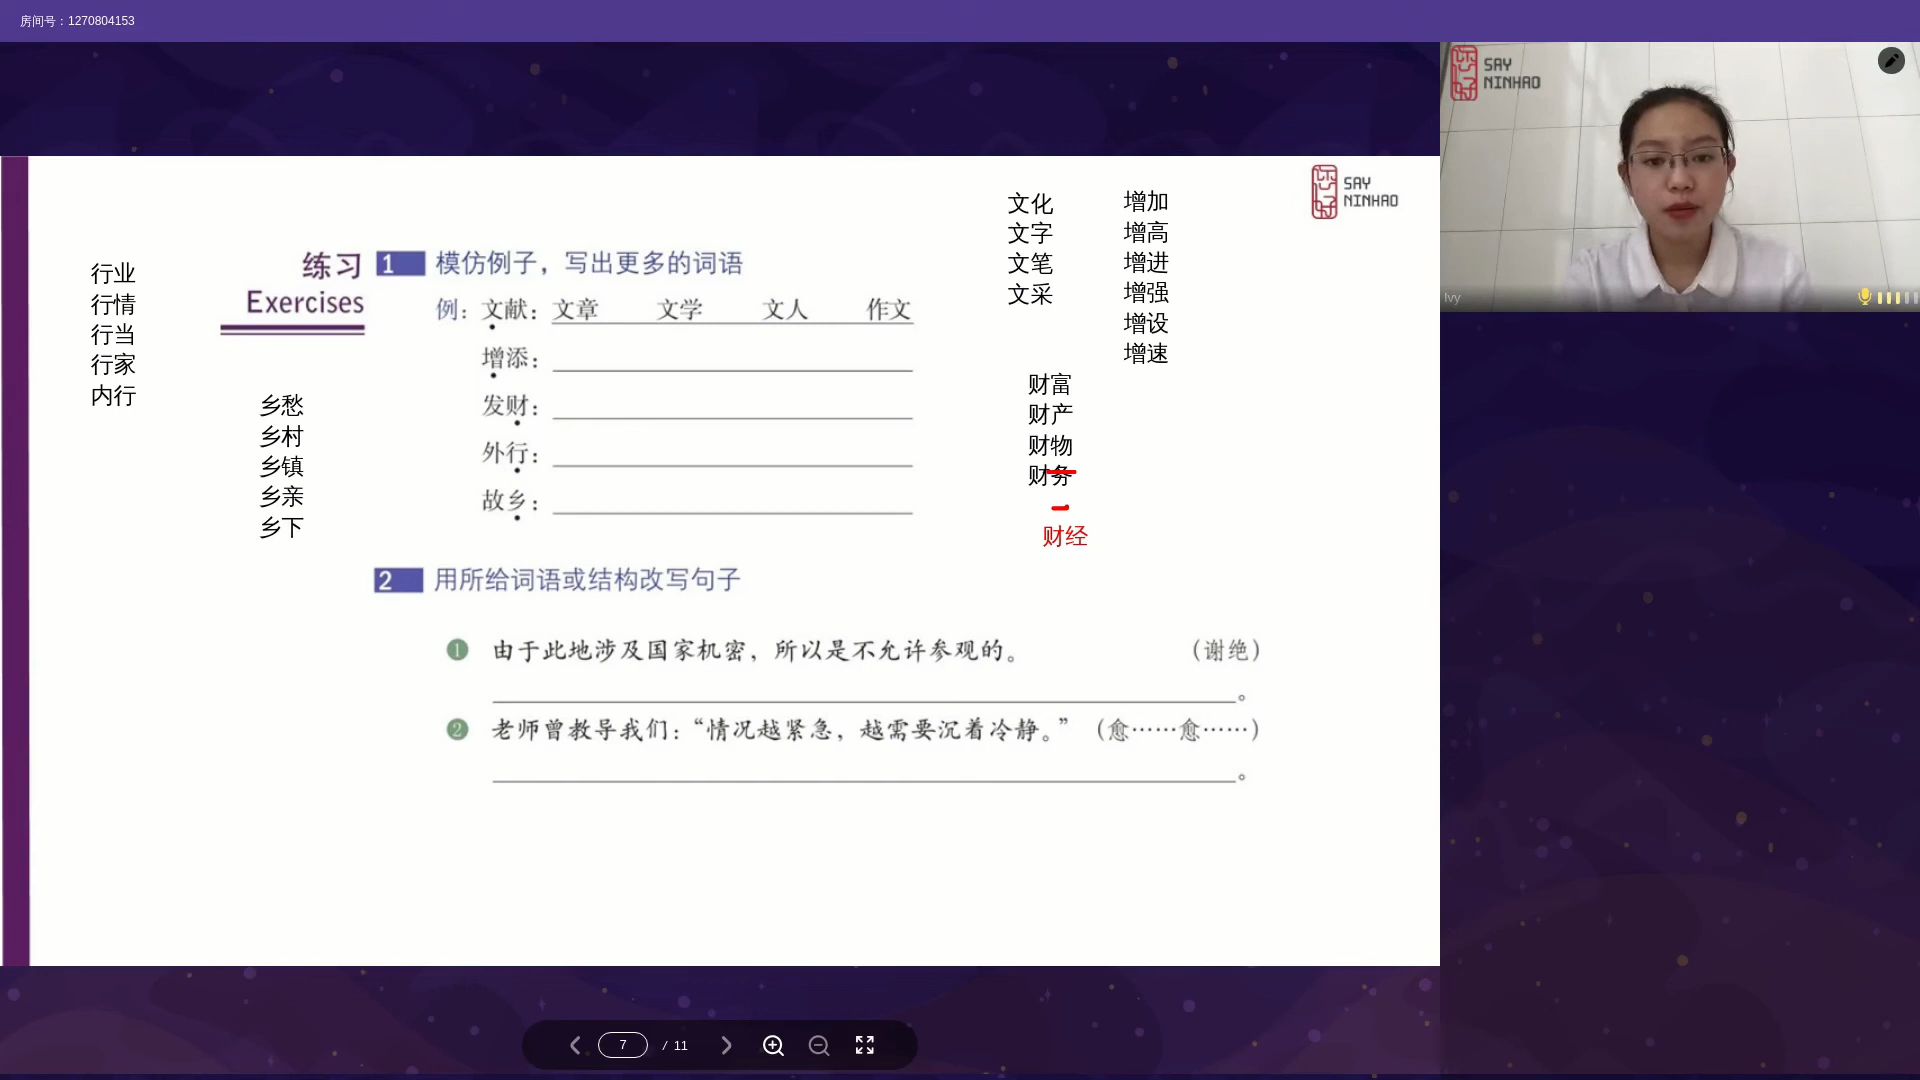 房间号：1270804153
SAY
NINHAO
Ivy
SAY
NINHAO
行业
行情
行当
行家
内行
乡愁
乡村
乡镇
乡亲
乡下
练习
Exercises
1 模仿例子，写出更多的词语
例：文献：文章 文学 文人 作文
增添：
发财：
外行：
故乡：
文化
文字
文笔
文采
增加
增高
增进
增强
增设
增速
财富
财产
财物
财务
财经
2 用所给词语或结构改写句子
1 由于此地涉及国家机密，所以是不允许参观的。 （谢绝）
。
2 老师曾教导我们：“情况越紧急，越需要沉着冷静。” （愈……愈……）
。
7 / 11